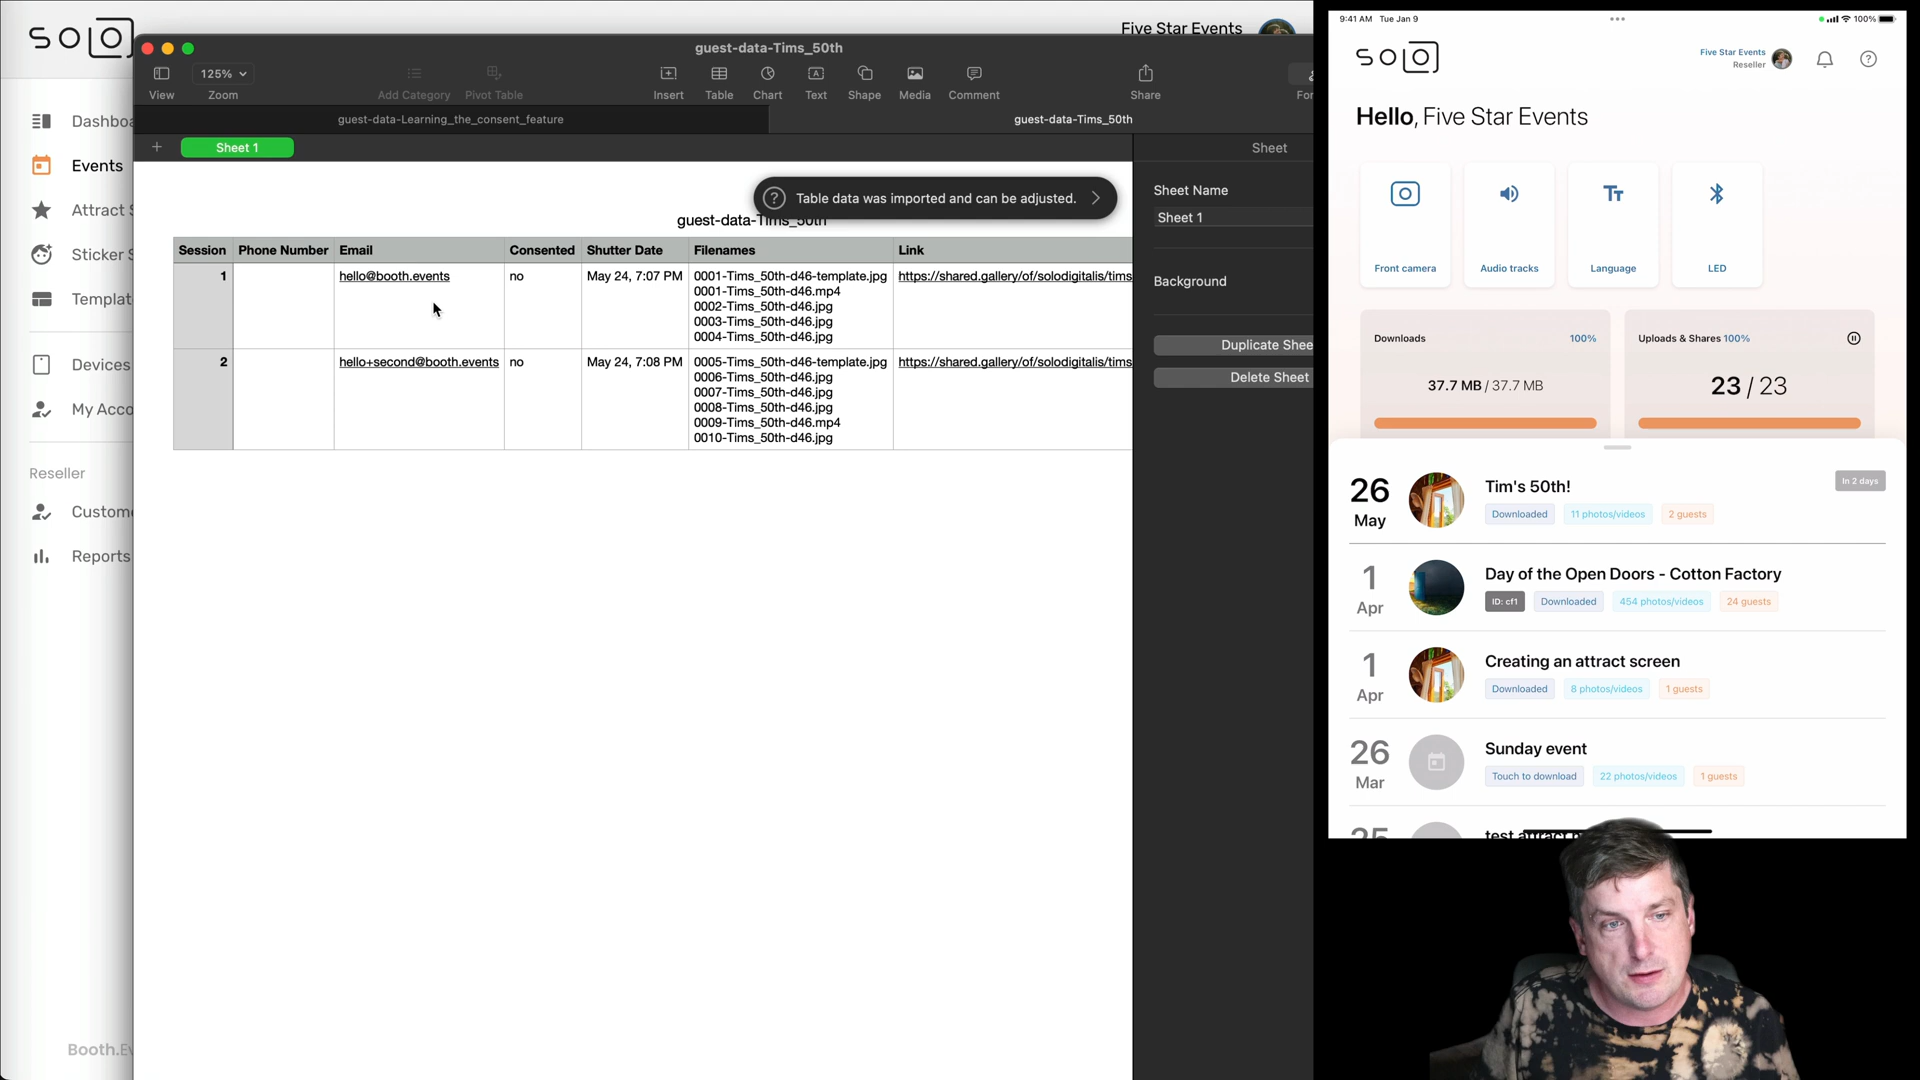 SOLO
Five Star Events
Dashboa
Events
Attract S
Sticker S
Templat
Devices
My Acco
Reseller
Custome
Reports
Booth.Ev
guest-data-Tims_50th
125%
View
Zoom
Add Category
Pivot Table
Insert
Table
Chart
Text
Shape
Media
Comment
Share
For
guest-data-Learning_the_consent_feature
guest-data-Tims_50th
Sheet 1
Sheet
Table data was imported and can be adjusted.
guest-data-Tims_50th
Session Phone Number Email Consented Shutter Date Filenames Link
1 hello@booth.events no May 24, 7:07 PM 0001-Tims_50th-d46-template.jpg https://shared.gallery/of/solodigitalis/tims
0001-Tims_50th-d46.mp4
0002-Tims_50th-d46.jpg
0003-Tims_50th-d46.jpg
0004-Tims_50th-d46.jpg
2 hello+second@booth.events no May 24, 7:08 PM 0005-Tims_50th-d46-template.jpg https://shared.gallery/of/solodigitalis/tims
0006-Tims_50th-d46.jpg
0007-Tims_50th-d46.jpg
0008-Tims_50th-d46.jpg
0009-Tims_50th-d46.mp4
0010-Tims_50th-d46.jpg
Sheet Name
Sheet 1
Background
Duplicate Shee
Delete Sheet
9:41 AM Tue Jan 9
100%
SOLO
Five Star Events
Reseller
Hello, Five Star Events
Front camera
Audio tracks
Language
LED
Downloads 100%
37.7 MB / 37.7 MB
Uploads & Shares 100%
23 / 23
26 May
Tim's 50th!
In 2 days
Downloaded 11 photos/videos 2 guests
1 Apr
Day of the Open Doors - Cotton Factory
ID: cf1 Downloaded 454 photos/videos 24 guests
1 Apr
Creating an attract screen
Downloaded 8 photos/videos 1 guests
26 Mar
Sunday event
Touch to download 22 photos/videos 1 guests
25
test attract